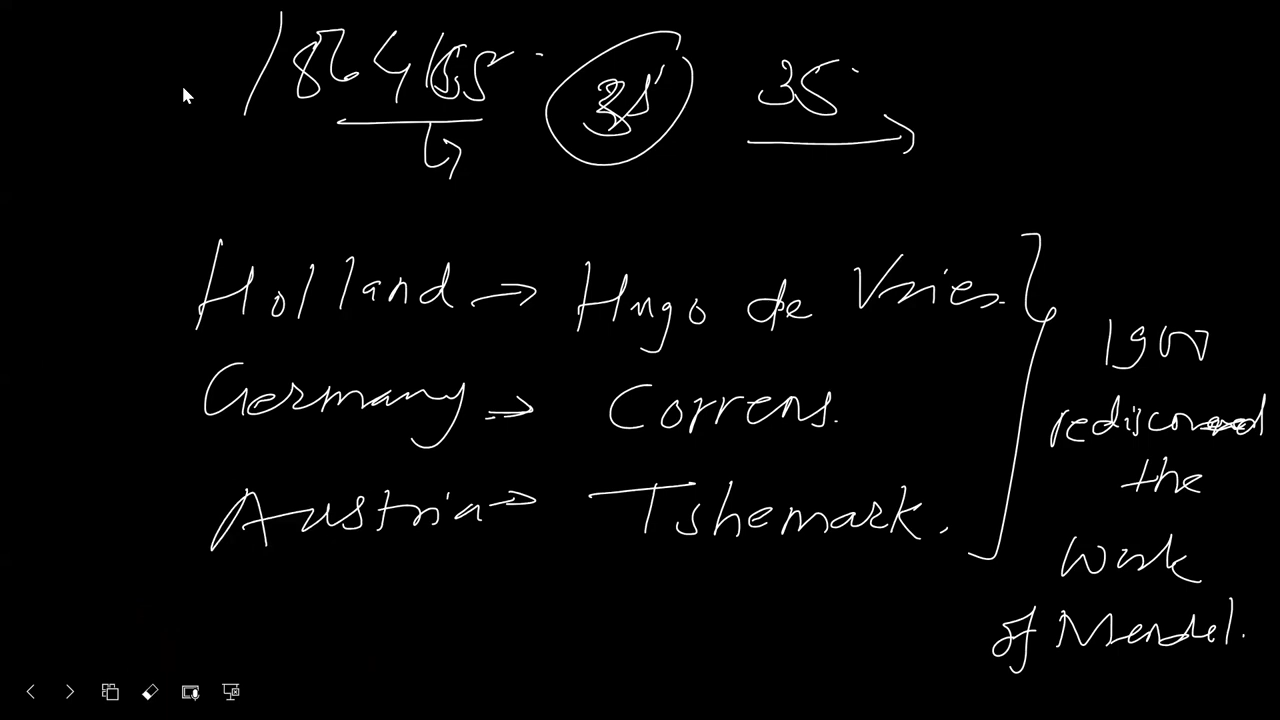 1864/65
35
35
Holland → Hugo de Vries.
Germany → Correns.
Austria → Tshemark.
1900
rediscovered
the
work
of Mendel.